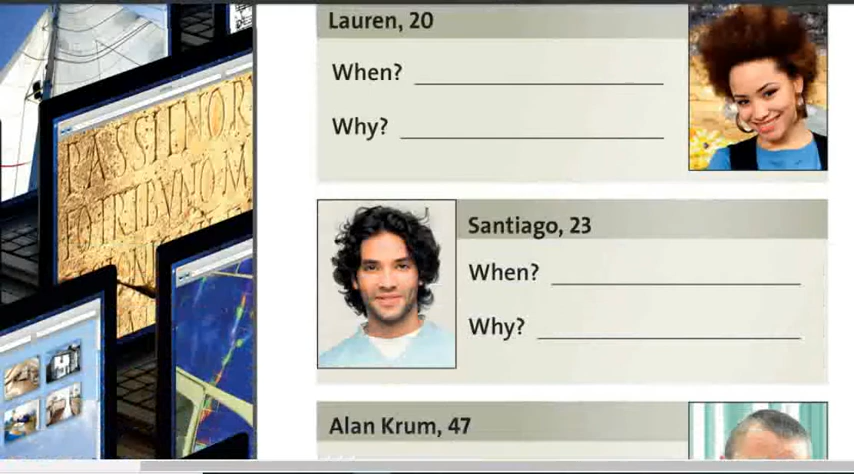 Lauren, 20
When?
Why?
Santiago, 23
When?
Why?
Alan Krum, 47